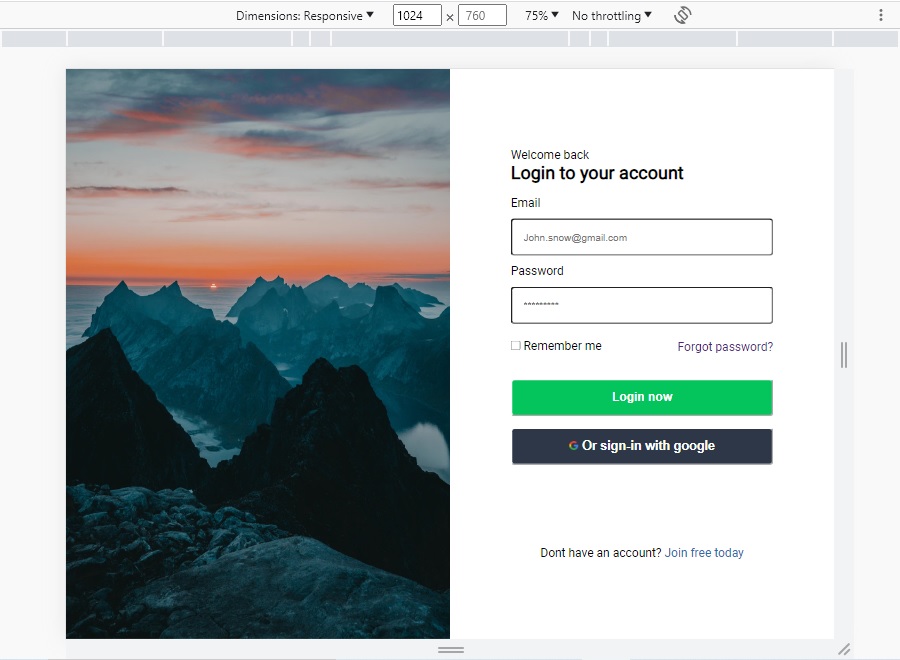 Dimensions: Responsive ▼ 1024 × 760 75% ▼ No throttling ▼
Welcome back
Login to your account
Email
John.snow@gmail.com
Password
*********
Remember me Forgot password?
Login now
G Or sign-in with google
Dont have an account? Join free today